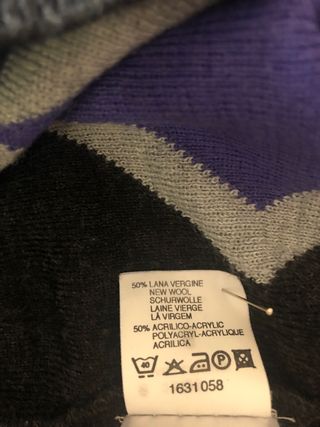 50% LANA VERGINE
NEW WOOL
SCHURWOLLE
LAINE VIERGE
LÃ VIRGEM
50% ACRILICO-ACRYLIC
POLYACRYL-ACRYLIQUE
ACRILICA
40 P
1631058